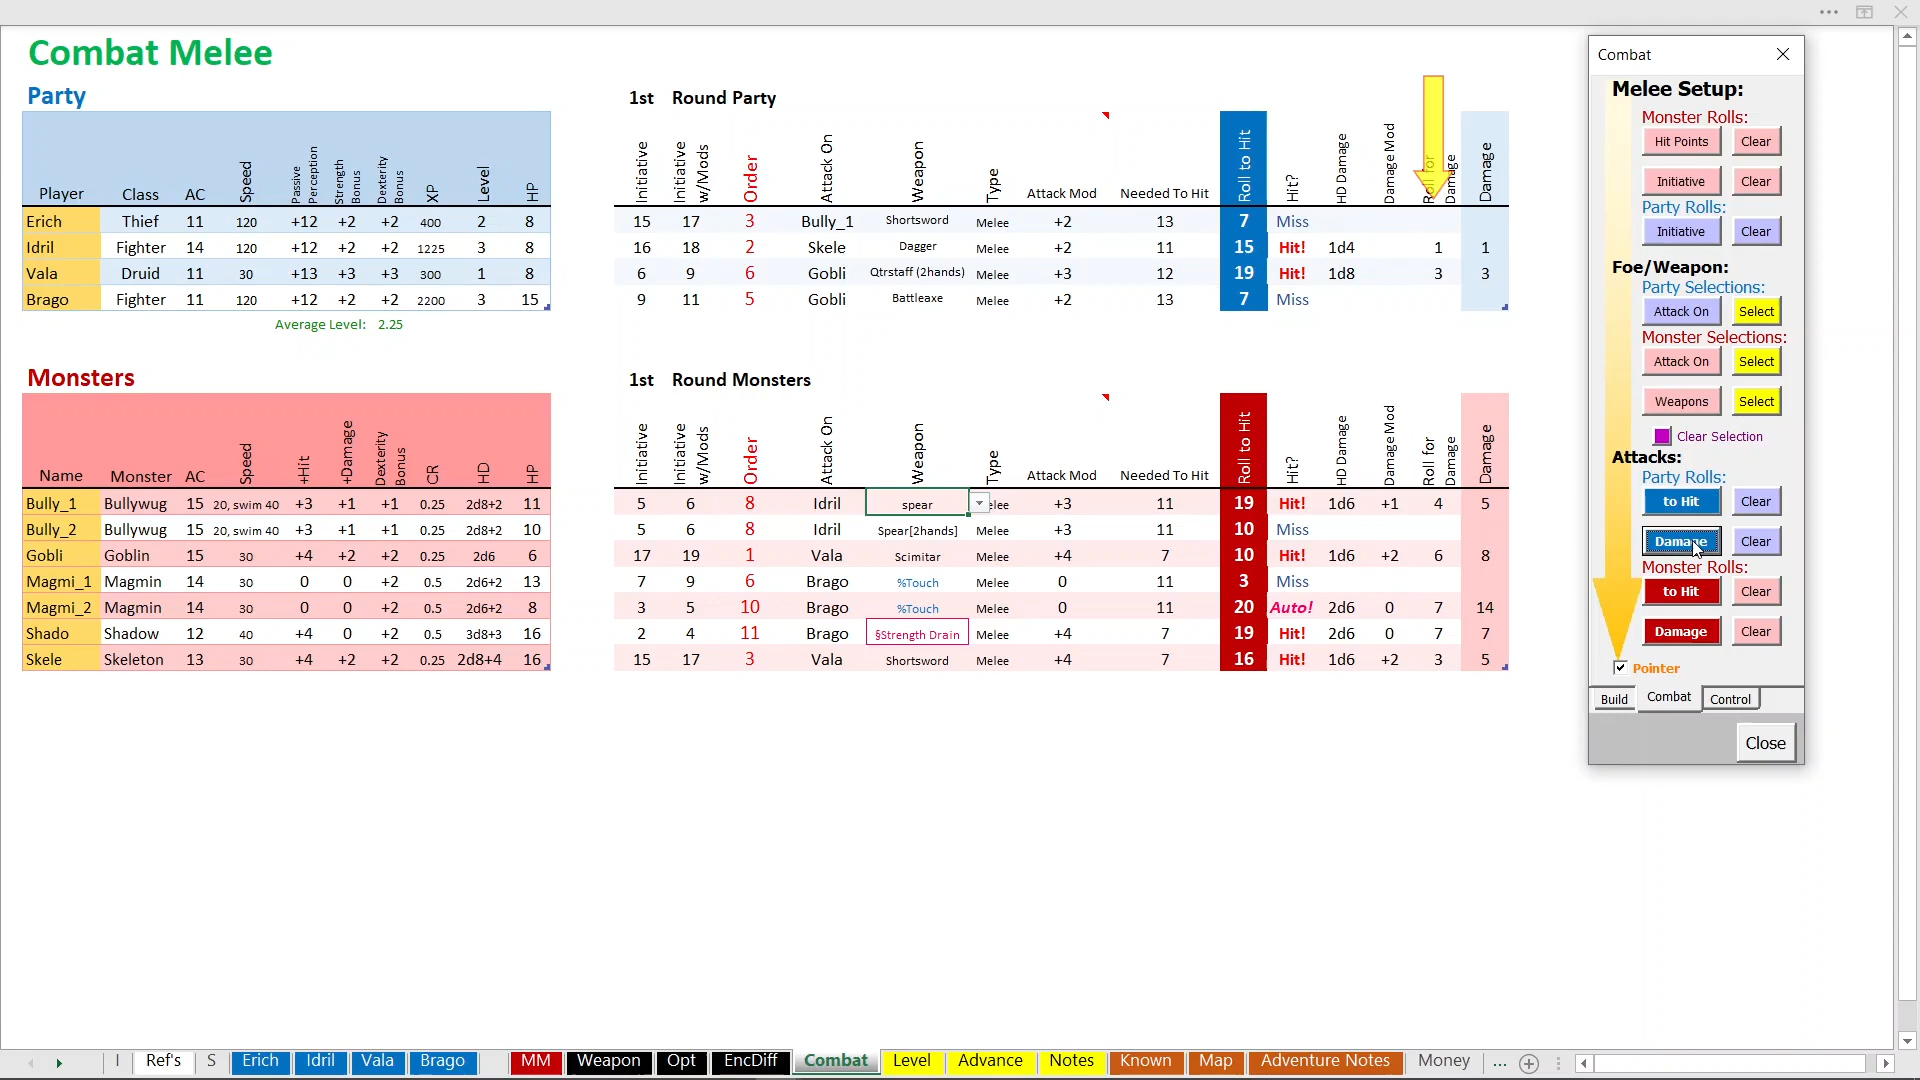 Combat Melee
Party
Player Class AC Speed Passive Perception Strength Bonus Dexterity Bonus XP Level HP
Erich Thief 11 120 +12 +2 +2 400 2 8
Idril Fighter 14 120 +12 +2 +2 1225 3 8
Vala Druid 11 30 +13 +3 +3 300 1 8
Brago Fighter 11 120 +12 +2 +2 2200 3 15
Average Level: 2.25
1st Round Party
Initiative Initiative w/Mods Order Attack On Weapon Type Attack Mod Needed To Hit Roll to Hit Hit? HD Damage Damage Mod Roll for Damage Damage
15 17 3 Bully_1 Shortsword Melee +2 13 7 Miss
16 18 2 Skele Dagger Melee +2 11 15 Hit! 1d4 1 1
6 9 6 Gobli Qtrstaff (2hands) Melee +3 12 19 Hit! 1d8 3 3
9 11 5 Gobli Battleaxe Melee +2 13 7 Miss
Monsters
Name Monster AC Speed +Hit +Damage Dexterity Bonus CR HD HP
Bully_1 Bullywug 15 20, swim 40 +3 +1 +1 0.25 2d8+2 11
Bully_2 Bullywug 15 20, swim 40 +3 +1 +1 0.25 2d8+2 10
Gobli Goblin 15 30 +4 +2 +2 0.25 2d6 6
Magmi_1 Magmin 14 30 0 0 +2 0.5 2d6+2 13
Magmi_2 Magmin 14 30 0 0 +2 0.5 2d6+2 8
Shado Shadow 12 40 +4 0 +2 0.5 3d8+3 16
Skele Skeleton 13 30 +4 +2 +2 0.25 2d8+4 16
1st Round Monsters
Initiative Initiative w/Mods Order Attack On Weapon Type Attack Mod Needed To Hit Roll to Hit Hit? HD Damage Damage Mod Roll for Damage Damage
5 6 8 Idril spear elee +3 11 19 Hit! 1d6 +1 4 5
5 6 8 Idril Spear[2hands] Melee +3 11 10 Miss
17 19 1 Vala Scimitar Melee +4 7 10 Hit! 1d6 +2 6 8
7 9 6 Brago %Touch Melee 0 11 3 Miss
3 5 10 Brago %Touch Melee 0 11 20 Auto! 2d6 0 7 14
2 4 11 Brago §Strength Drain Melee +4 7 19 Hit! 2d6 0 7 7
15 17 3 Vala Shortsword Melee +4 7 16 Hit! 1d6 +2 3 5
Combat
Melee Setup:
Monster Rolls:
Hit Points Clear
Initiative Clear
Party Rolls:
Initiative Clear
Foe/Weapon:
Party Selections:
Attack On Select
Monster Selections:
Attack On Select
Weapons Select
Clear Selection
Attacks:
Party Rolls:
to Hit Clear
Damage Clear
Monster Rolls:
to Hit Clear
Damage Clear
Pointer
Build Combat Control
Close
I Ref's S Erich Idril Vala Brago MM Weapon Opt EncDiff Combat Level Advance Notes Known Map Adventure Notes Money ...